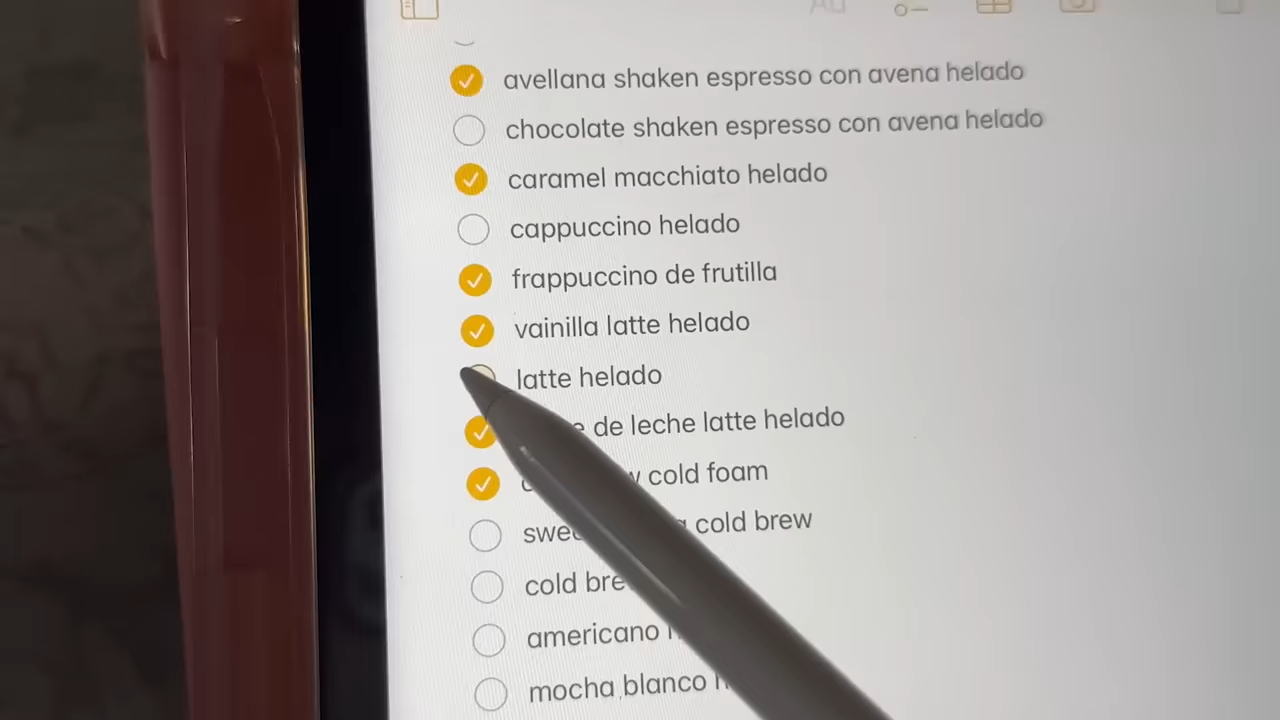 avellana shaken espresso con avena helado
chocolate shaken espresso con avena helado
caramel macchiato helado
cappuccino helado
frappuccino de frutilla
vainilla latte helado
latte helado
de leche latte helado
cold foam
cold brew
cold
americano
mocha blanco